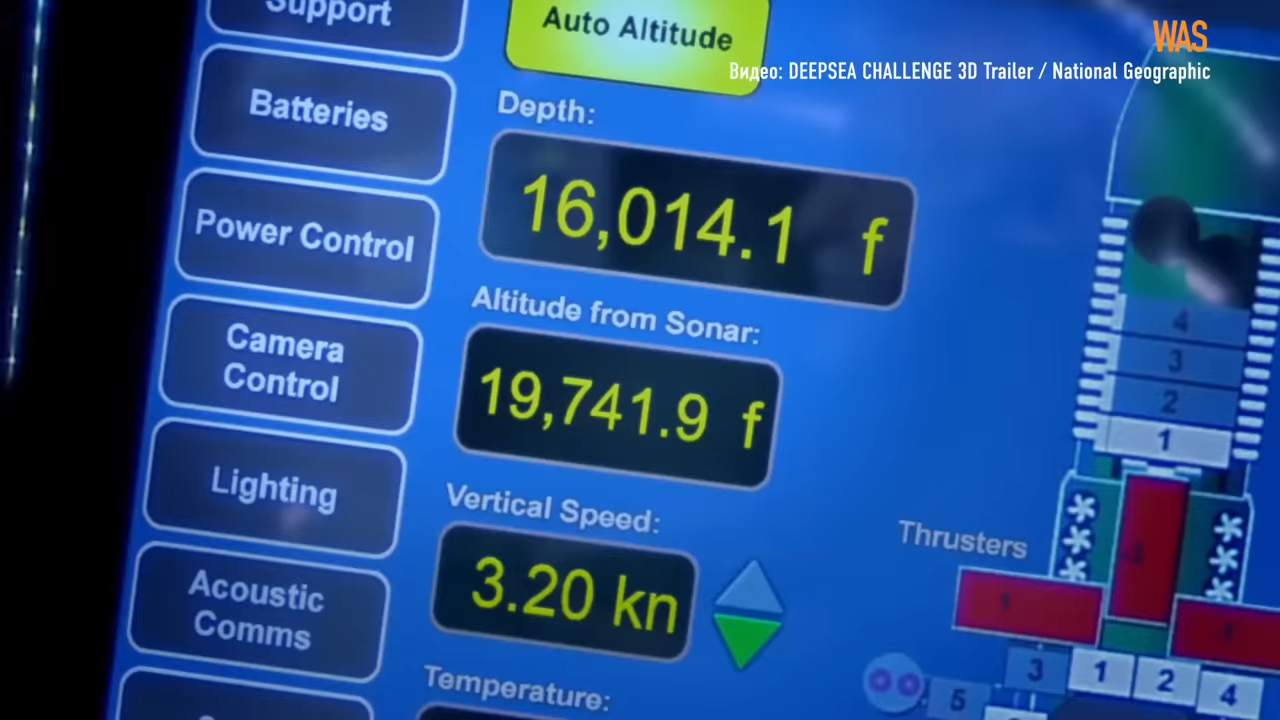 WAS
Видео: DEEPSEA CHALLENGE 3D Trailer / National Geographic
Support
Batteries
Power Control
Camera
Control
Lighting
Acoustic
Comms
Auto Altitude
Depth:
16,014.1 f
Altitude from Sonar:
19,741.9 f
Vertical Speed:
3.20 kn
Temperature:
4
3
2
1
Thrusters
3
1
2
4
5